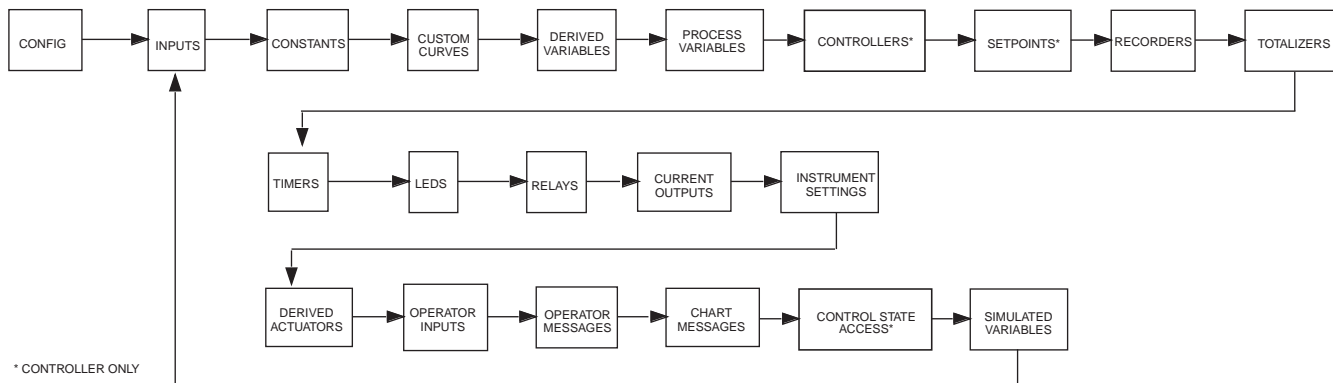 CONFIG
INPUTS
CONSTANTS
CUSTOM
CURVES
DERIVED
VARIABLES
PROCESS
VARIABLES
CONTROLLERS*
SETPOINTS*
RECORDERS
TOTALIZERS
TIMERS
LEDS
RELAYS
CURRENT
OUTPUTS
INSTRUMENT
SETTINGS
DERIVED
ACTUATORS
OPERATOR
INPUTS
OPERATOR
MESSAGES
CHART
MESSAGES
CONTROL STATE
ACCESS*
SIMULATED
VARIABLES
* CONTROLLER ONLY